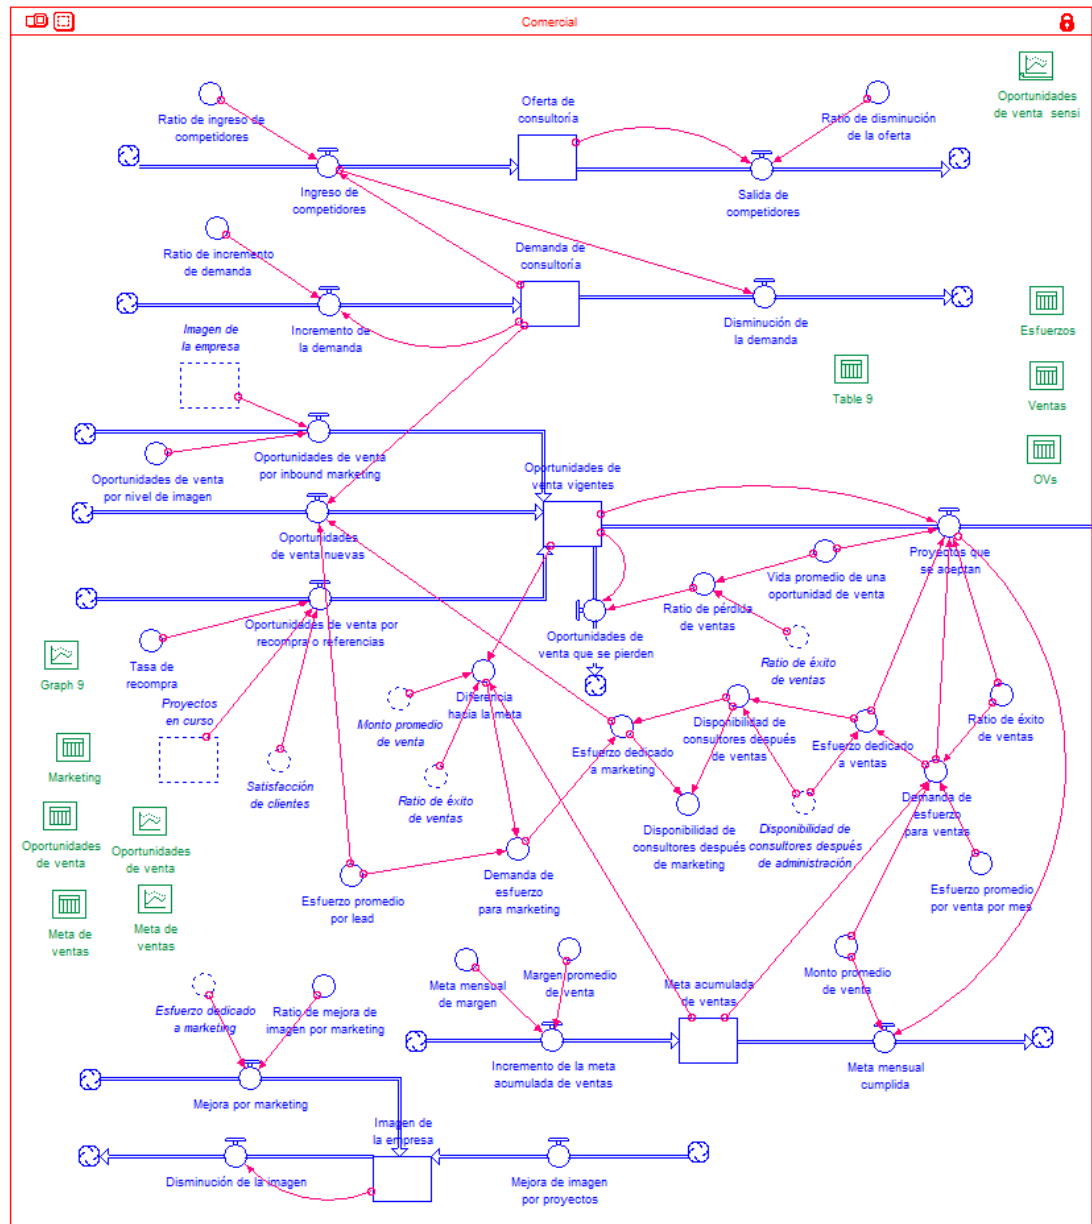 Comercial
Oportunidades
de venta sensi
Ratio de ingreso de
competidores
Oferta de
consultoría
Ratio de disminución
de la oferta
Ingreso de
competidores
Salida de
competidores
Ratio de incremento
de demanda
Demanda de
consultoría
Incremento de
la demanda
Disminución de
la demanda
Esfuerzos
Imagen de
la empresa
Table 9
Ventas
Oportunidades de venta
por inbound marketing
Oportunidades de venta
por nivel de imagen
Oportunidades de
venta vigentes
OVs
Oportunidades
de venta nuevas
Proyectos que
se aceptan
Vida promedio de una
oportunidad de venta
Ratio de pérdida
de ventas
Oportunidades de venta por
recompra o referencias
Oportunidades de
venta que se pierden
Ratio de éxito
de ventas
Tasa de
recompra
Graph 9
Proyectos
en curso
Monto promedio
de venta
Diferencia
hacia la meta
Disponibilidad de
consultores después
de ventas
Esfuerzo dedicado
a ventas
Ratio de éxito
de ventas
Esfuerzo dedicado
a marketing
Marketing
Satisfacción
de clientes
Ratio de éxito
de ventas
Demanda de
esfuerzo
para ventas
Disponibilidad de
consultores después
de marketing
Disponibilidad de
consultores después
de administración
Oportunidades
de venta
Oportunidades
de venta
Demanda de
esfuerzo
para marketing
Esfuerzo promedio
por lead
Esfuerzo promedio
por venta por mes
Meta de
ventas
Meta de
ventas
Meta mensual
de margen
Margen promedio
de venta
Meta acumulada
de ventas
Monto promedio
de venta
Esfuerzo dedicado
a marketing
Ratio de mejora de
imagen por marketing
Incremento de la meta
acumulada de ventas
Meta mensual
cumplida
Mejora por marketing
Imagen de
la empresa
Disminución de la imagen
Mejora de imagen
por proyectos